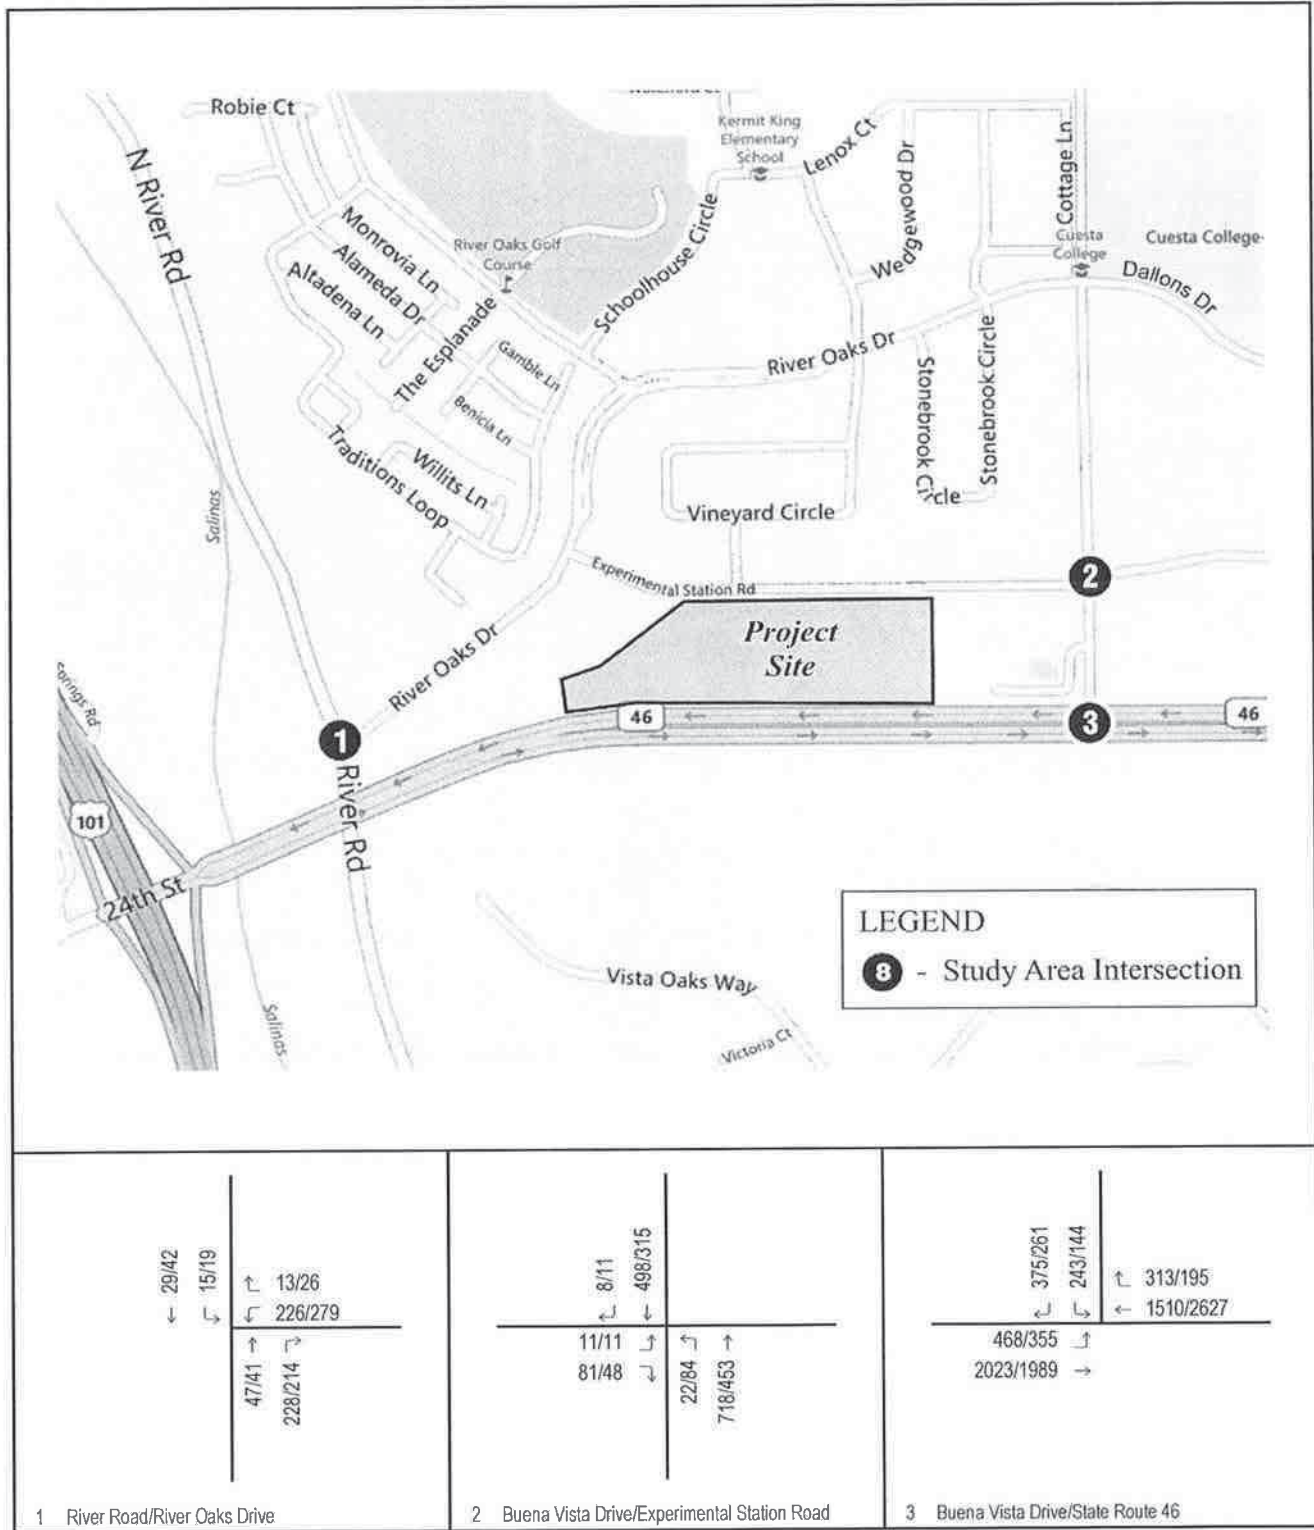 Robie Ct
N River Rd
Monrovia Ln
Alameda Dr
Altadena Ln
River Oaks Golf
Course
The Esplanade
Gamble Ln
Benicia Ln
Willits Ln
Traditions Loop
Schoolhouse Circle
Kermit King
Elementary
School
Lenox Ct
Wedgewood Dr
Cottage Ln
Cuesta
College
Cuesta College
Dallons Dr
River Oaks Dr
Stonebrook Circle
Stonebrook Circle
Vineyard Circle
Experimental Station Rd
Salinas
River Oaks Dr
Project
Site
2
1
3
46
46
River Rd
101
24th St
Salinas
Vista Oaks Way
Victoria Ct
LEGEND
8 - Study Area Intersection
29/42
15/19
13/26
226/279
47/41
228/214
1 River Road/River Oaks Drive
8/11
498/315
11/11
81/48
22/84
718/453
2 Buena Vista Drive/Experimental Station Road
375/261
243/144
313/195
1510/2627
468/355
2023/1989
3 Buena Vista Drive/State Route 46